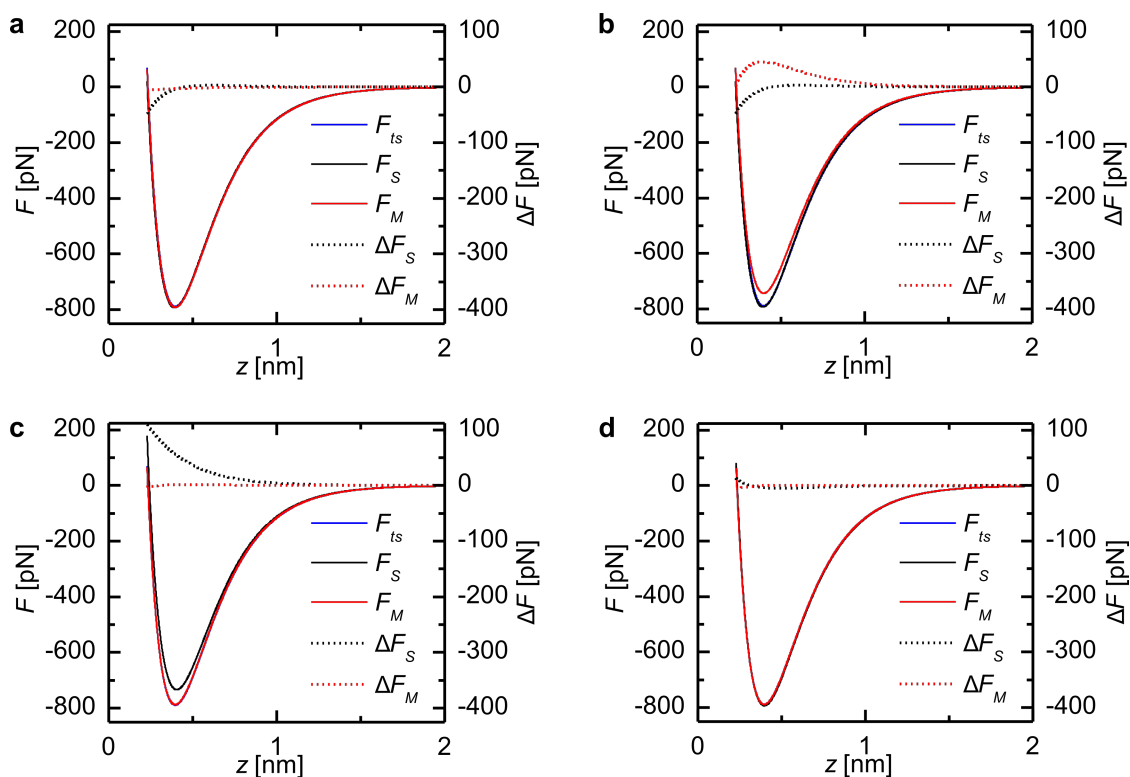 a
200
0
-200
-400
-600
-800
F [pN]
100
0
-100
-200
-300
-400
ΔF [pN]
F_ts
F_S
F_M
ΔF_S
ΔF_M
0
1
2
z [nm]
b
200
0
-200
-400
-600
-800
F [pN]
100
0
-100
-200
-300
-400
ΔF [pN]
F_ts
F_S
F_M
ΔF_S
ΔF_M
0
1
2
z [nm]
c
200
0
-200
-400
-600
-800
F [pN]
100
0
-100
-200
-300
-400
ΔF [pN]
F_ts
F_S
F_M
ΔF_S
ΔF_M
0
1
2
z [nm]
d
200
0
-200
-400
-600
-800
F [pN]
100
0
-100
-200
-300
-400
ΔF [pN]
F_ts
F_S
F_M
ΔF_S
ΔF_M
0
1
2
z [nm]